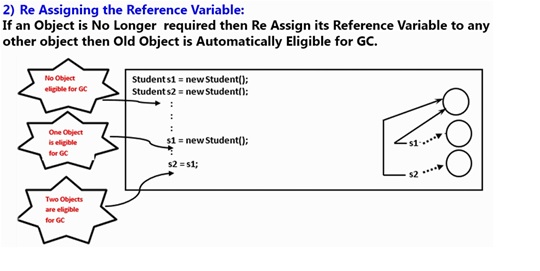 2) Re Assigning the Reference Variable:
If an Object is No Longer required then Re Assign its Reference Variable to any
other object then Old Object is Automatically Eligible for GC.
No Object
eligible for GC
Student s1 = new Student();
Student s2 = new Student();
One Object
is eligible
for GC
s1 = new Student();
s2 = s1;
Two Objects
are eligible
for GC
s1
s2